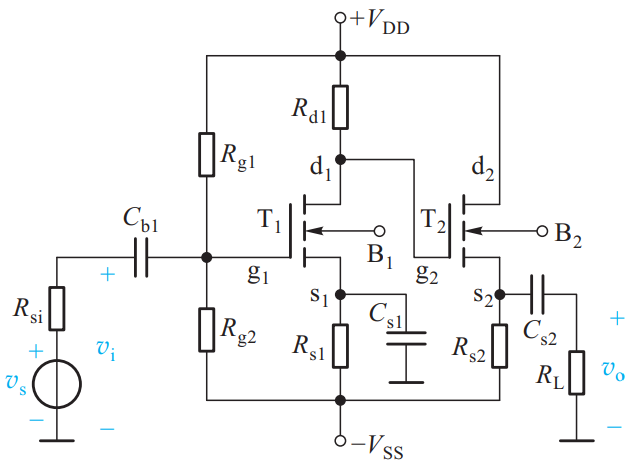 +V_DD
R_d1
R_g1
d_1
d_2
C_b1
T_1
T_2
B_1
B_2
g_1
g_2
+
s_1
s_2
R_si
C_s1
C_s2
+
R_g2
R_s1
R_s2
R_L
v_i
v_o
+
v_s
−
−
−
−V_SS